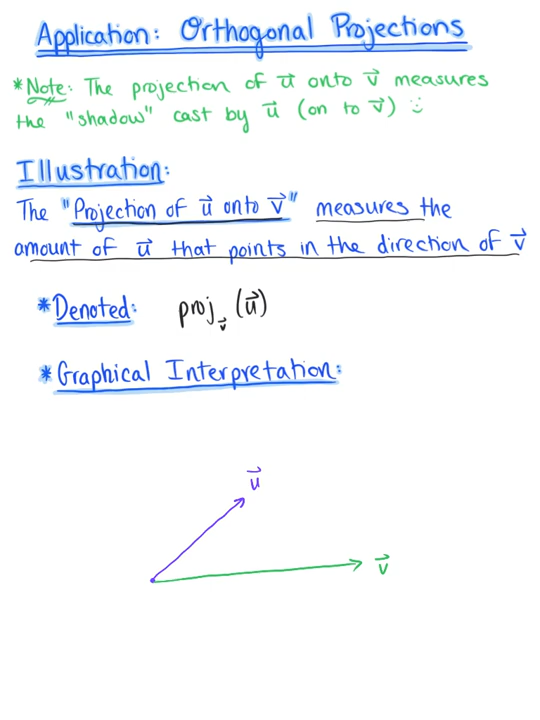 Application: Orthogonal Projections
*Note: The projection of u⃗ onto v⃗ measures
the "shadow" cast by u⃗ (on to v⃗) :)
Illustration:
The "Projection of u⃗ onto v⃗" measures the
amount of u⃗ that points in the direction of v⃗
*Denoted: proj_v⃗ (u⃗)
*Graphical Interpretation:
u⃗
v⃗